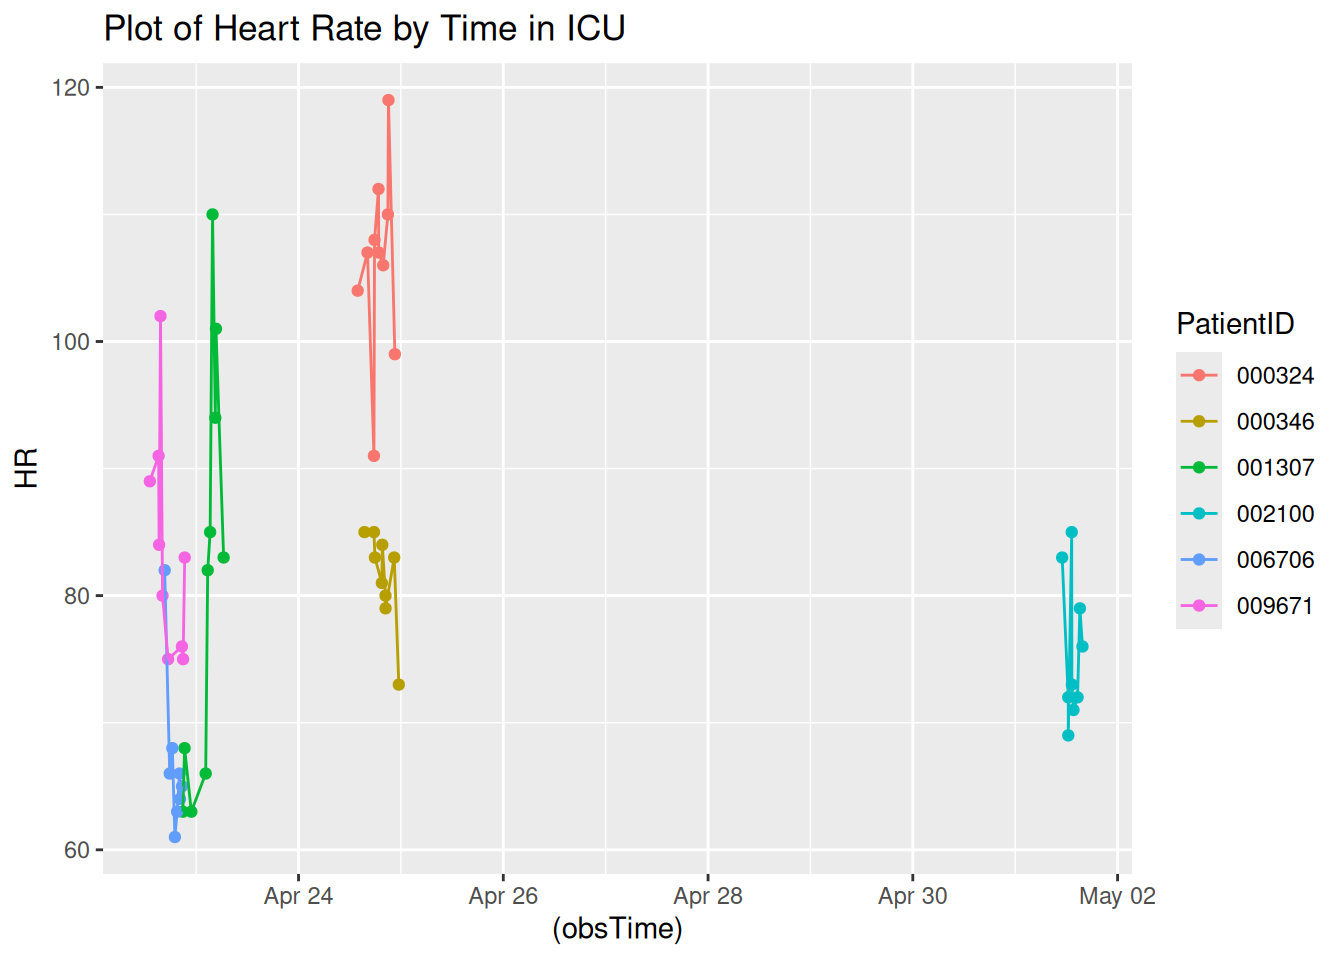 Plot of Heart Rate by Time in ICU
120
100
80
60
HR
Apr 24
Apr 26
Apr 28
Apr 30
May 02
(obsTime)
PatientID
000324
000346
001307
002100
006706
009671